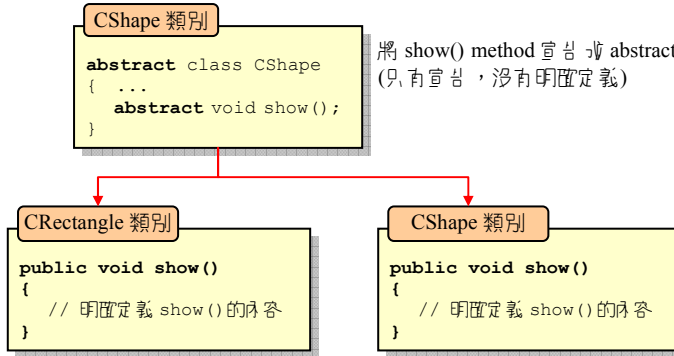 CShape 類別
abstract class CShape
{ ...
abstract void show();
}
將 show() method 宣告成 abstract
(只有宣告，沒有明確定義)
CRectangle 類別
public void show()
{
// 明確定義 show()的內容
}
CShape 類別
public void show()
{
// 明確定義 show()的內容
}